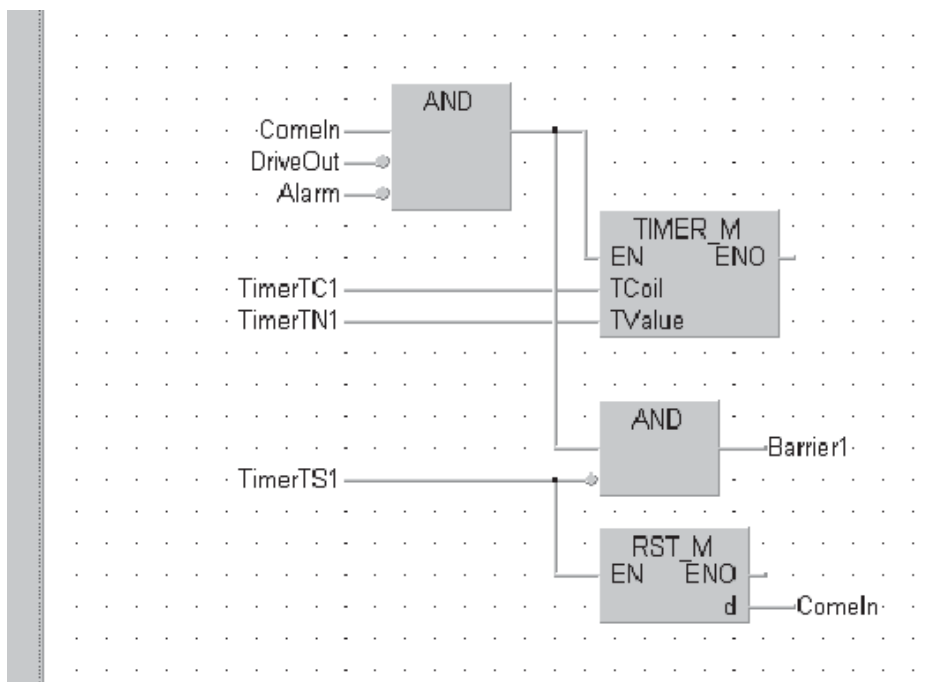 AND
ComeIn
DriveOut
Alarm
TIMER_M
EN ENO
TimerTC1 TCoil
TimerTN1 TValue
AND
Barrier1
TimerTS1
RST_M
EN ENO
d ComeIn